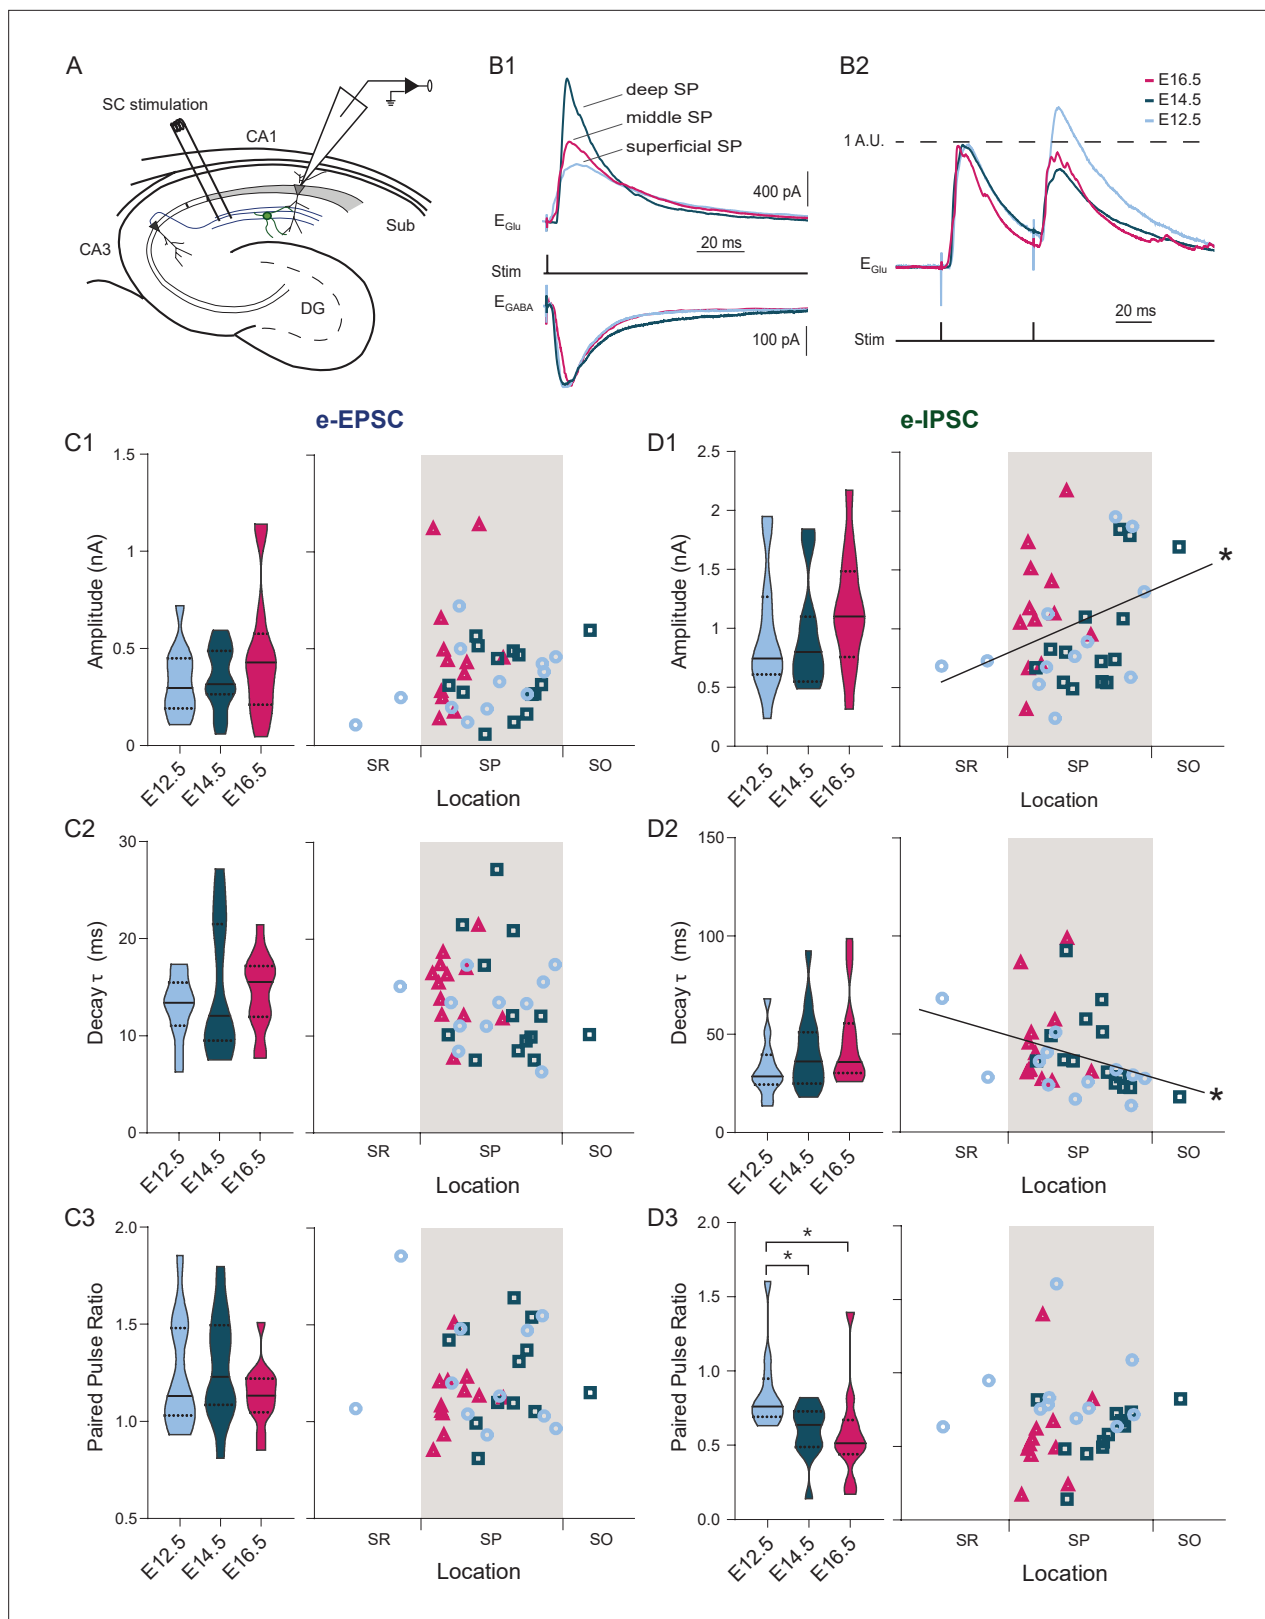 A
SC stimulation
CA1
CA3
Sub
DG
B1
deep SP
middle SP
superficial SP
400 pA
E_Glu
20 ms
Stim
E_GABA
100 pA
B2
E16.5
E14.5
E12.5
1 A.U.
E_Glu
20 ms
Stim
e-EPSC
e-IPSC
C1
Amplitude (nA)
1.5
1
0.5
0
E12.5
E14.5
E16.5
SR
SP
SO
Location
D1
Amplitude (nA)
2.5
2
1.5
1
0.5
0
E12.5
E14.5
E16.5
*
SR
SP
SO
Location
C2
Decay τ (ms)
30
20
10
0
E12.5
E14.5
E16.5
SR
SP
SO
Location
D2
Decay τ (ms)
150
100
50
0
E12.5
E14.5
E16.5
*
SR
SP
SO
Location
C3
Paired Pulse Ratio
2.0
1.5
1.0
0.5
E12.5
E14.5
E16.5
SR
SP
SO
Location
D3
Paired Pulse Ratio
2.0
1.5
1.0
0.5
0.0
*
*
E12.5
E14.5
E16.5
SR
SP
SO
Location